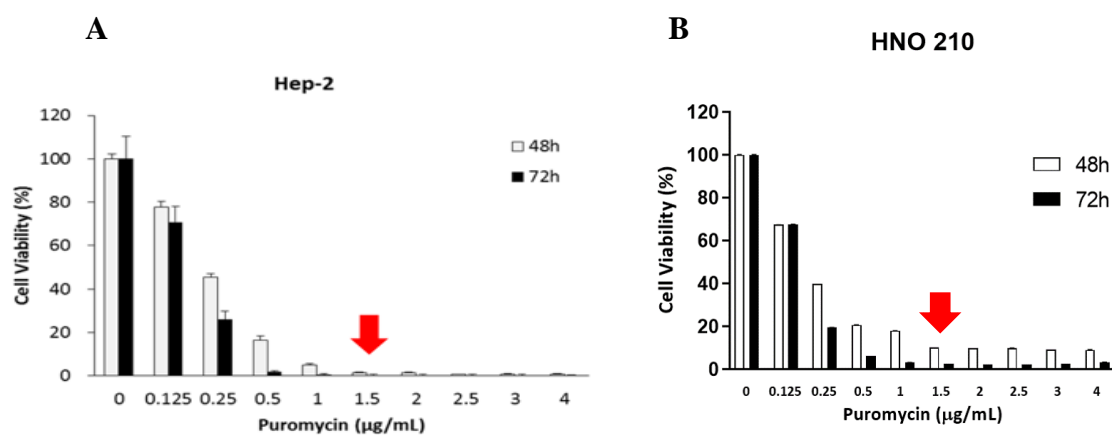 A
Hep-2
120
100
80
60
40
20
0
Cell Viability (%)
48h
72h
0 0.125 0.25 0.5 1 1.5 2 2.5 3 4
Puromycin (µg/mL)
B
HNO 210
120
100
80
60
40
20
0
Cell Viability (%)
48h
72h
0 0.125 0.25 0.5 1 1.5 2 2.5 3 4
Puromycin (µg/mL)